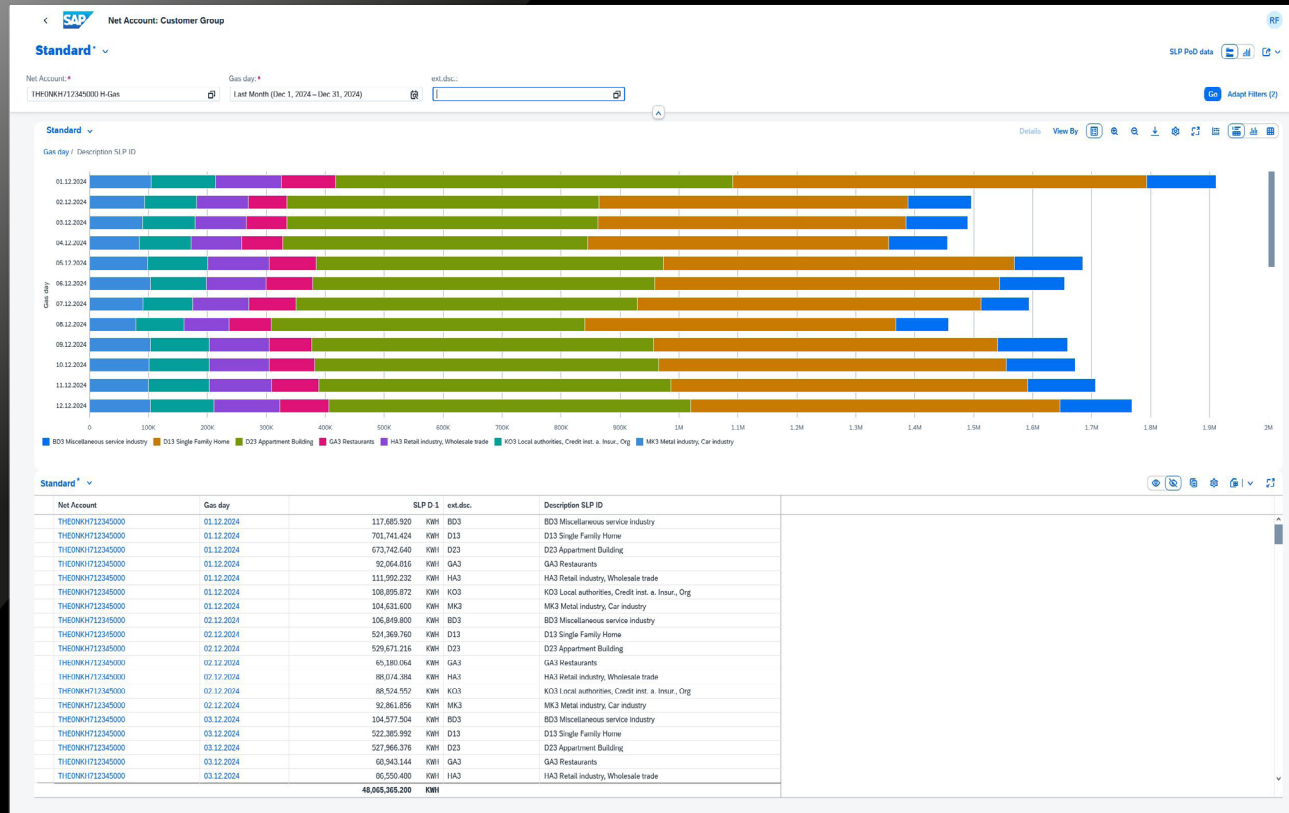 SAP Net Account: Customer Group RF
Standard*
SLP PoD data
Net Account:* Gas day:* ext.dsc.:
THE0NKH712345000 H-Gas Last Month (Dec 1, 2024 – Dec 31, 2024) Go Adapt Filters (2)
Standard Details View By
Gas day / Description SLP ID
Gas day
01.12.2024
02.12.2024
03.12.2024
04.12.2024
05.12.2024
06.12.2024
07.12.2024
08.12.2024
09.12.2024
10.12.2024
11.12.2024
12.12.2024
0 100K 200K 300K 400K 500K 600K 700K 800K 900K 1M 1.1M 1.2M 1.3M 1.4M 1.5M 1.6M 1.7M 1.8M 1.9M 2M
BD3 Miscellaneous service industry D13 Single Family Home D23 Appartment Building GA3 Restaurants HA3 Retail industry, Wholesale trade KO3 Local authorities, Credit inst. a. Insur., Org MK3 Metal industry, Car industry
Standard*
Net Account Gas day SLP D-1 ext.dsc. Description SLP ID
THE0NKH712345000 01.12.2024 117,685.920 KWH BD3 BD3 Miscellaneous service industry
THE0NKH712345000 01.12.2024 701,741.424 KWH D13 D13 Single Family Home
THE0NKH712345000 01.12.2024 673,742.640 KWH D23 D23 Appartment Building
THE0NKH712345000 01.12.2024 92,064.816 KWH GA3 GA3 Restaurants
THE0NKH712345000 01.12.2024 111,992.232 KWH HA3 HA3 Retail industry, Wholesale trade
THE0NKH712345000 01.12.2024 108,895.872 KWH KO3 KO3 Local authorities, Credit inst. a. Insur., Org
THE0NKH712345000 01.12.2024 104,631.600 KWH MK3 MK3 Metal industry, Car industry
THE0NKH712345000 02.12.2024 106,849.800 KWH BD3 BD3 Miscellaneous service industry
THE0NKH712345000 02.12.2024 524,369.760 KWH D13 D13 Single Family Home
THE0NKH712345000 02.12.2024 529,671.216 KWH D23 D23 Appartment Building
THE0NKH712345000 02.12.2024 65,180.064 KWH GA3 GA3 Restaurants
THE0NKH712345000 02.12.2024 88,074.384 KWH HA3 HA3 Retail industry, Wholesale trade
THE0NKH712345000 02.12.2024 88,524.552 KWH KO3 KO3 Local authorities, Credit inst. a. Insur., Org
THE0NKH712345000 02.12.2024 92,861.856 KWH MK3 MK3 Metal industry, Car industry
THE0NKH712345000 03.12.2024 104,577.504 KWH BD3 BD3 Miscellaneous service industry
THE0NKH712345000 03.12.2024 522,385.992 KWH D13 D13 Single Family Home
THE0NKH712345000 03.12.2024 527,966.376 KWH D23 D23 Appartment Building
THE0NKH712345000 03.12.2024 68,943.144 KWH GA3 GA3 Restaurants
THE0NKH712345000 03.12.2024 86,550.480 KWH HA3 HA3 Retail industry, Wholesale trade
48,065,365.200 KWH